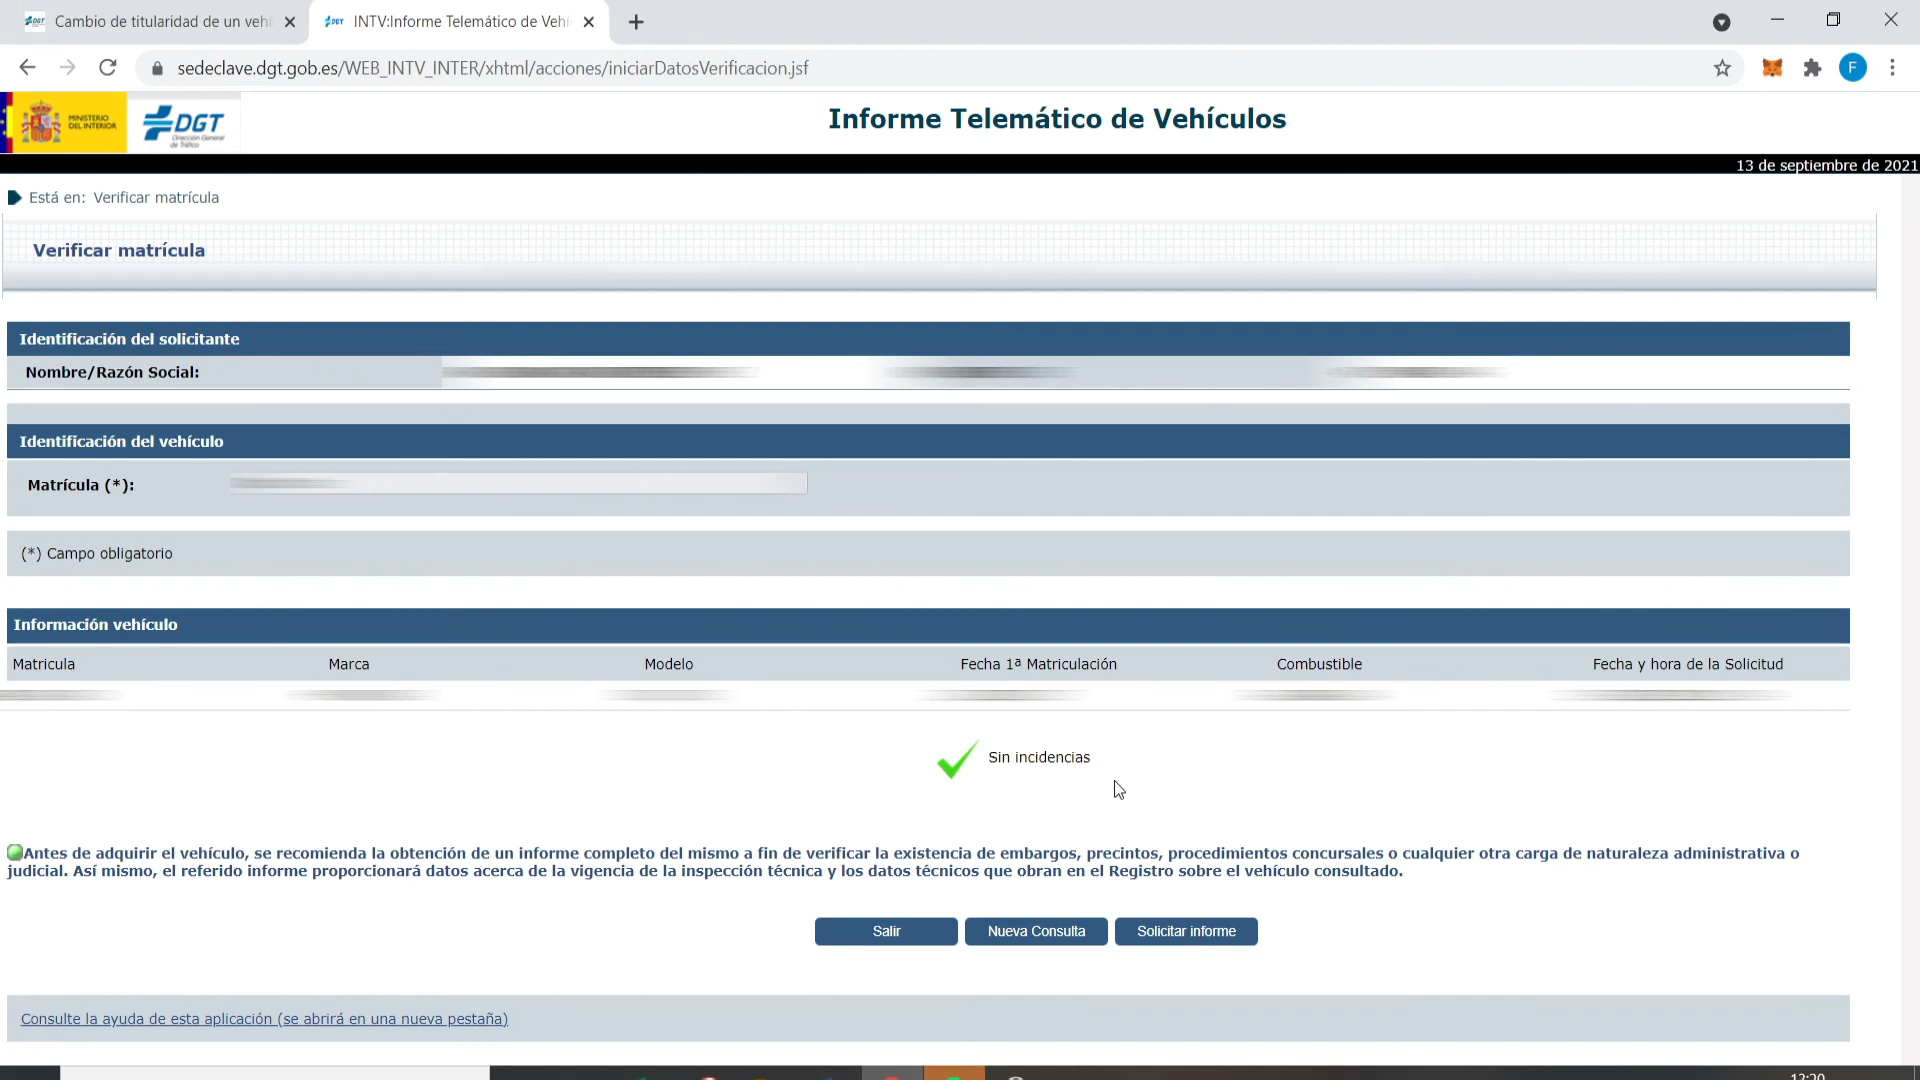 Cambio de titularidad de un vehí
INTV:Informe Telemático de Vehí
sedeclave.dgt.gob.es/WEB_INTV_INTER/xhtml/acciones/iniciarDatosVerificacion.jsf
F
MINISTERIO
DEL INTERIOR
DGT
Dirección General
de Tráfico
Informe Telemático de Vehículos
13 de septiembre de 2021
Está en: Verificar matrícula
Verificar matrícula
Identificación del solicitante
Nombre/Razón Social:
Identificación del vehículo
Matrícula (*):
(*) Campo obligatorio
Información vehículo
Matricula Marca Modelo Fecha 1ª Matriculación Combustible Fecha y hora de la Solicitud
Sin incidencias
Antes de adquirir el vehículo, se recomienda la obtención de un informe completo del mismo a fin de verificar la existencia de embargos, precintos, procedimientos concursales o cualquier otra carga de naturaleza administrativa o
judicial. Así mismo, el referido informe proporcionará datos acerca de la vigencia de la inspección técnica y los datos técnicos que obran en el Registro sobre el vehículo consultado.
Salir Nueva Consulta Solicitar informe
Consulte la ayuda de esta aplicación (se abrirá en una nueva pestaña)
12:20